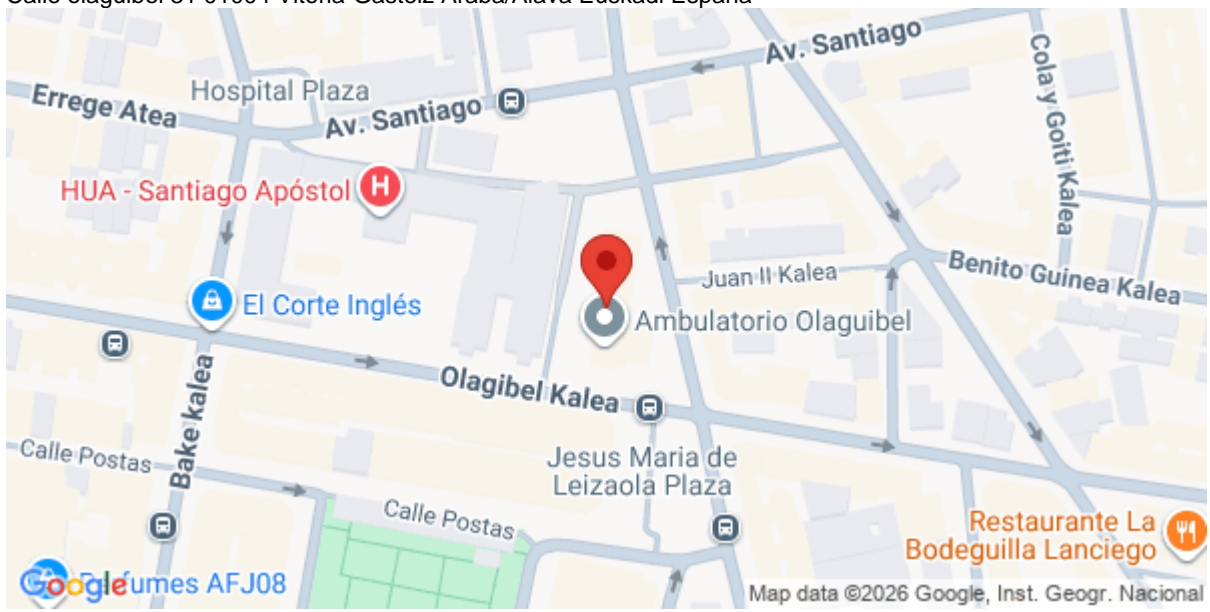 Av. Santiago
Cola y Goiti Kalea
Hospital Plaza
Errege Atea
Av. Santiago
HUA - Santiago Apóstol
H
Juan II Kalea
Benito Guinea Kalea
El Corte Inglés
Ambulatorio Olaguibel
Olagibel Kalea
Bake kalea
Calle Postas
Jesus Maria de
Leizaola Plaza
Calle Postas
Restaurante La
Bodeguilla Lanciego
Google
AFJ08
Map data ©2026 Google, Inst. Geogr. Nacional